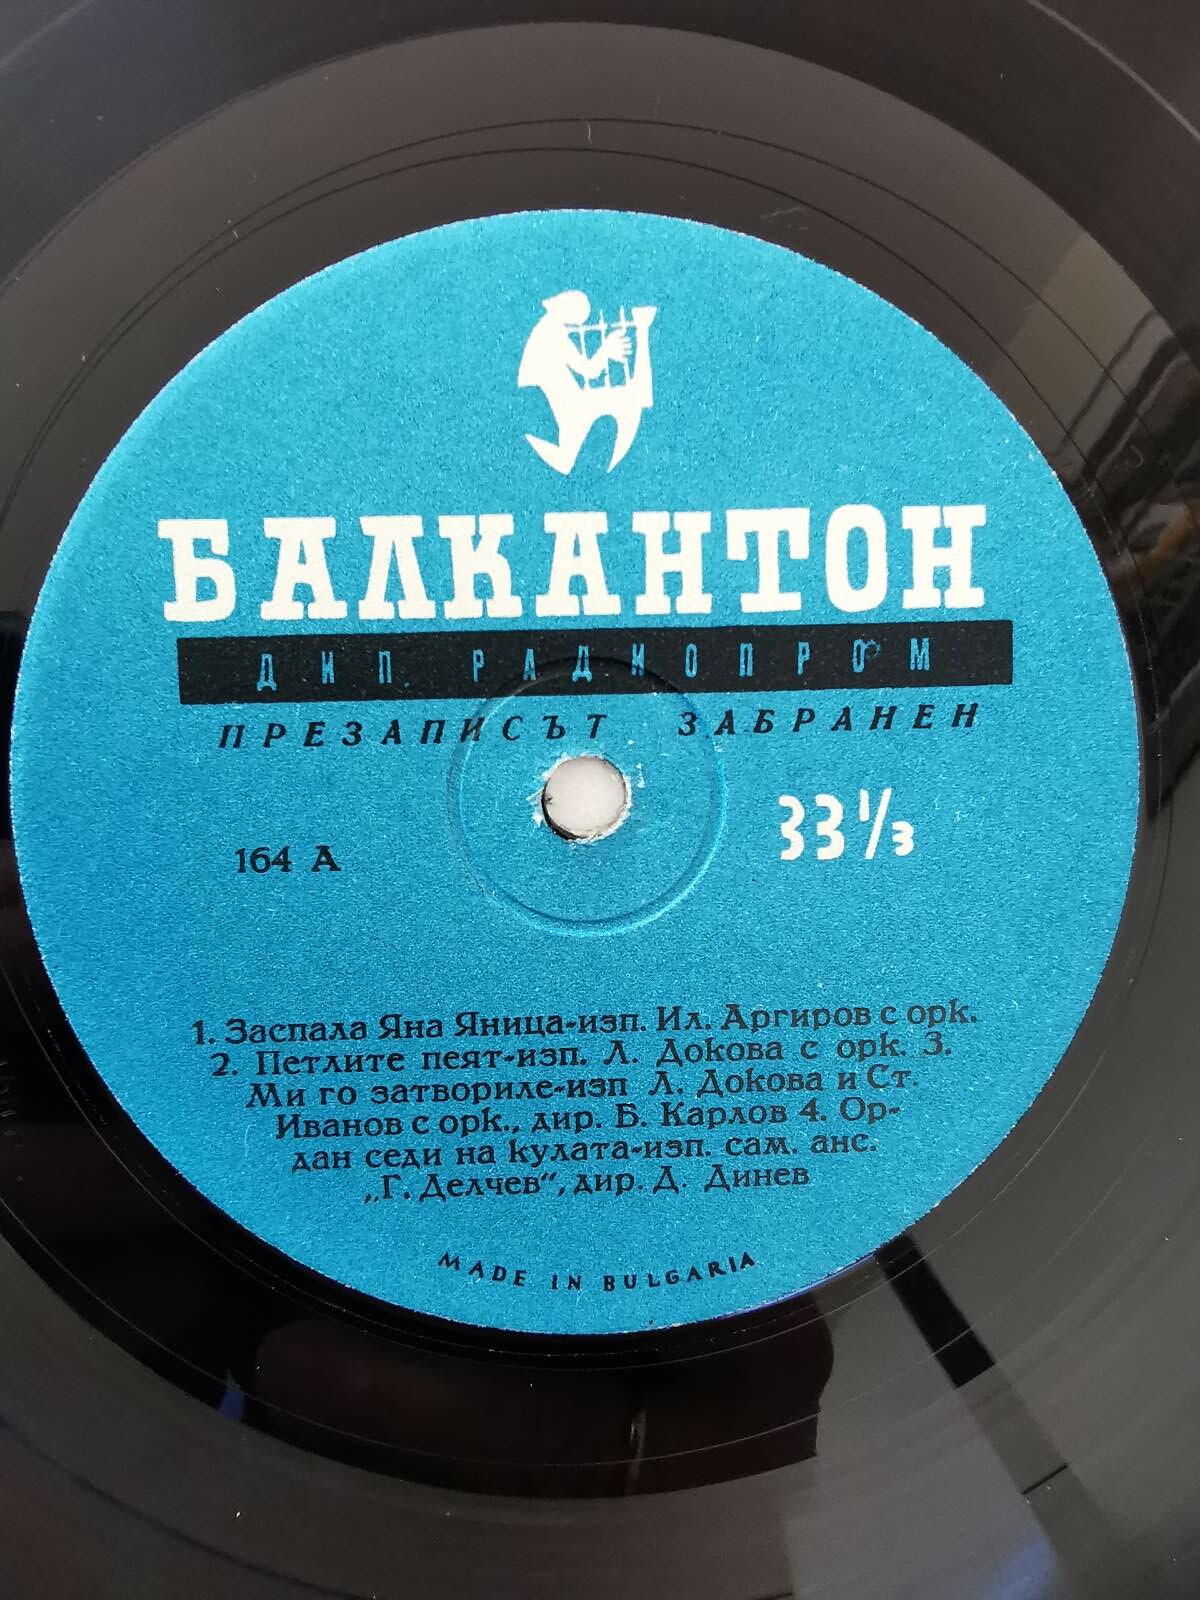 БАЛКАНТОН
ДИП РАДИОПРОМ
ПРЕЗАПИСЪТ ЗАБРАНЕН
164 А
33 1/3
1. Заспала Яна Яница-изп. Ил. Аргиров с орк.
2. Петлите пеят-изп. Л. Докова с орк. 3.
Ми го затвориле-изп Л. Докова и Ст.
Иванов с орк., дир. Б. Карлов 4. Ор-
дан седи на кулата-изп. сам. анс.
„Г. Делчев“, дир. Д. Динев
MADE IN BULGARIA